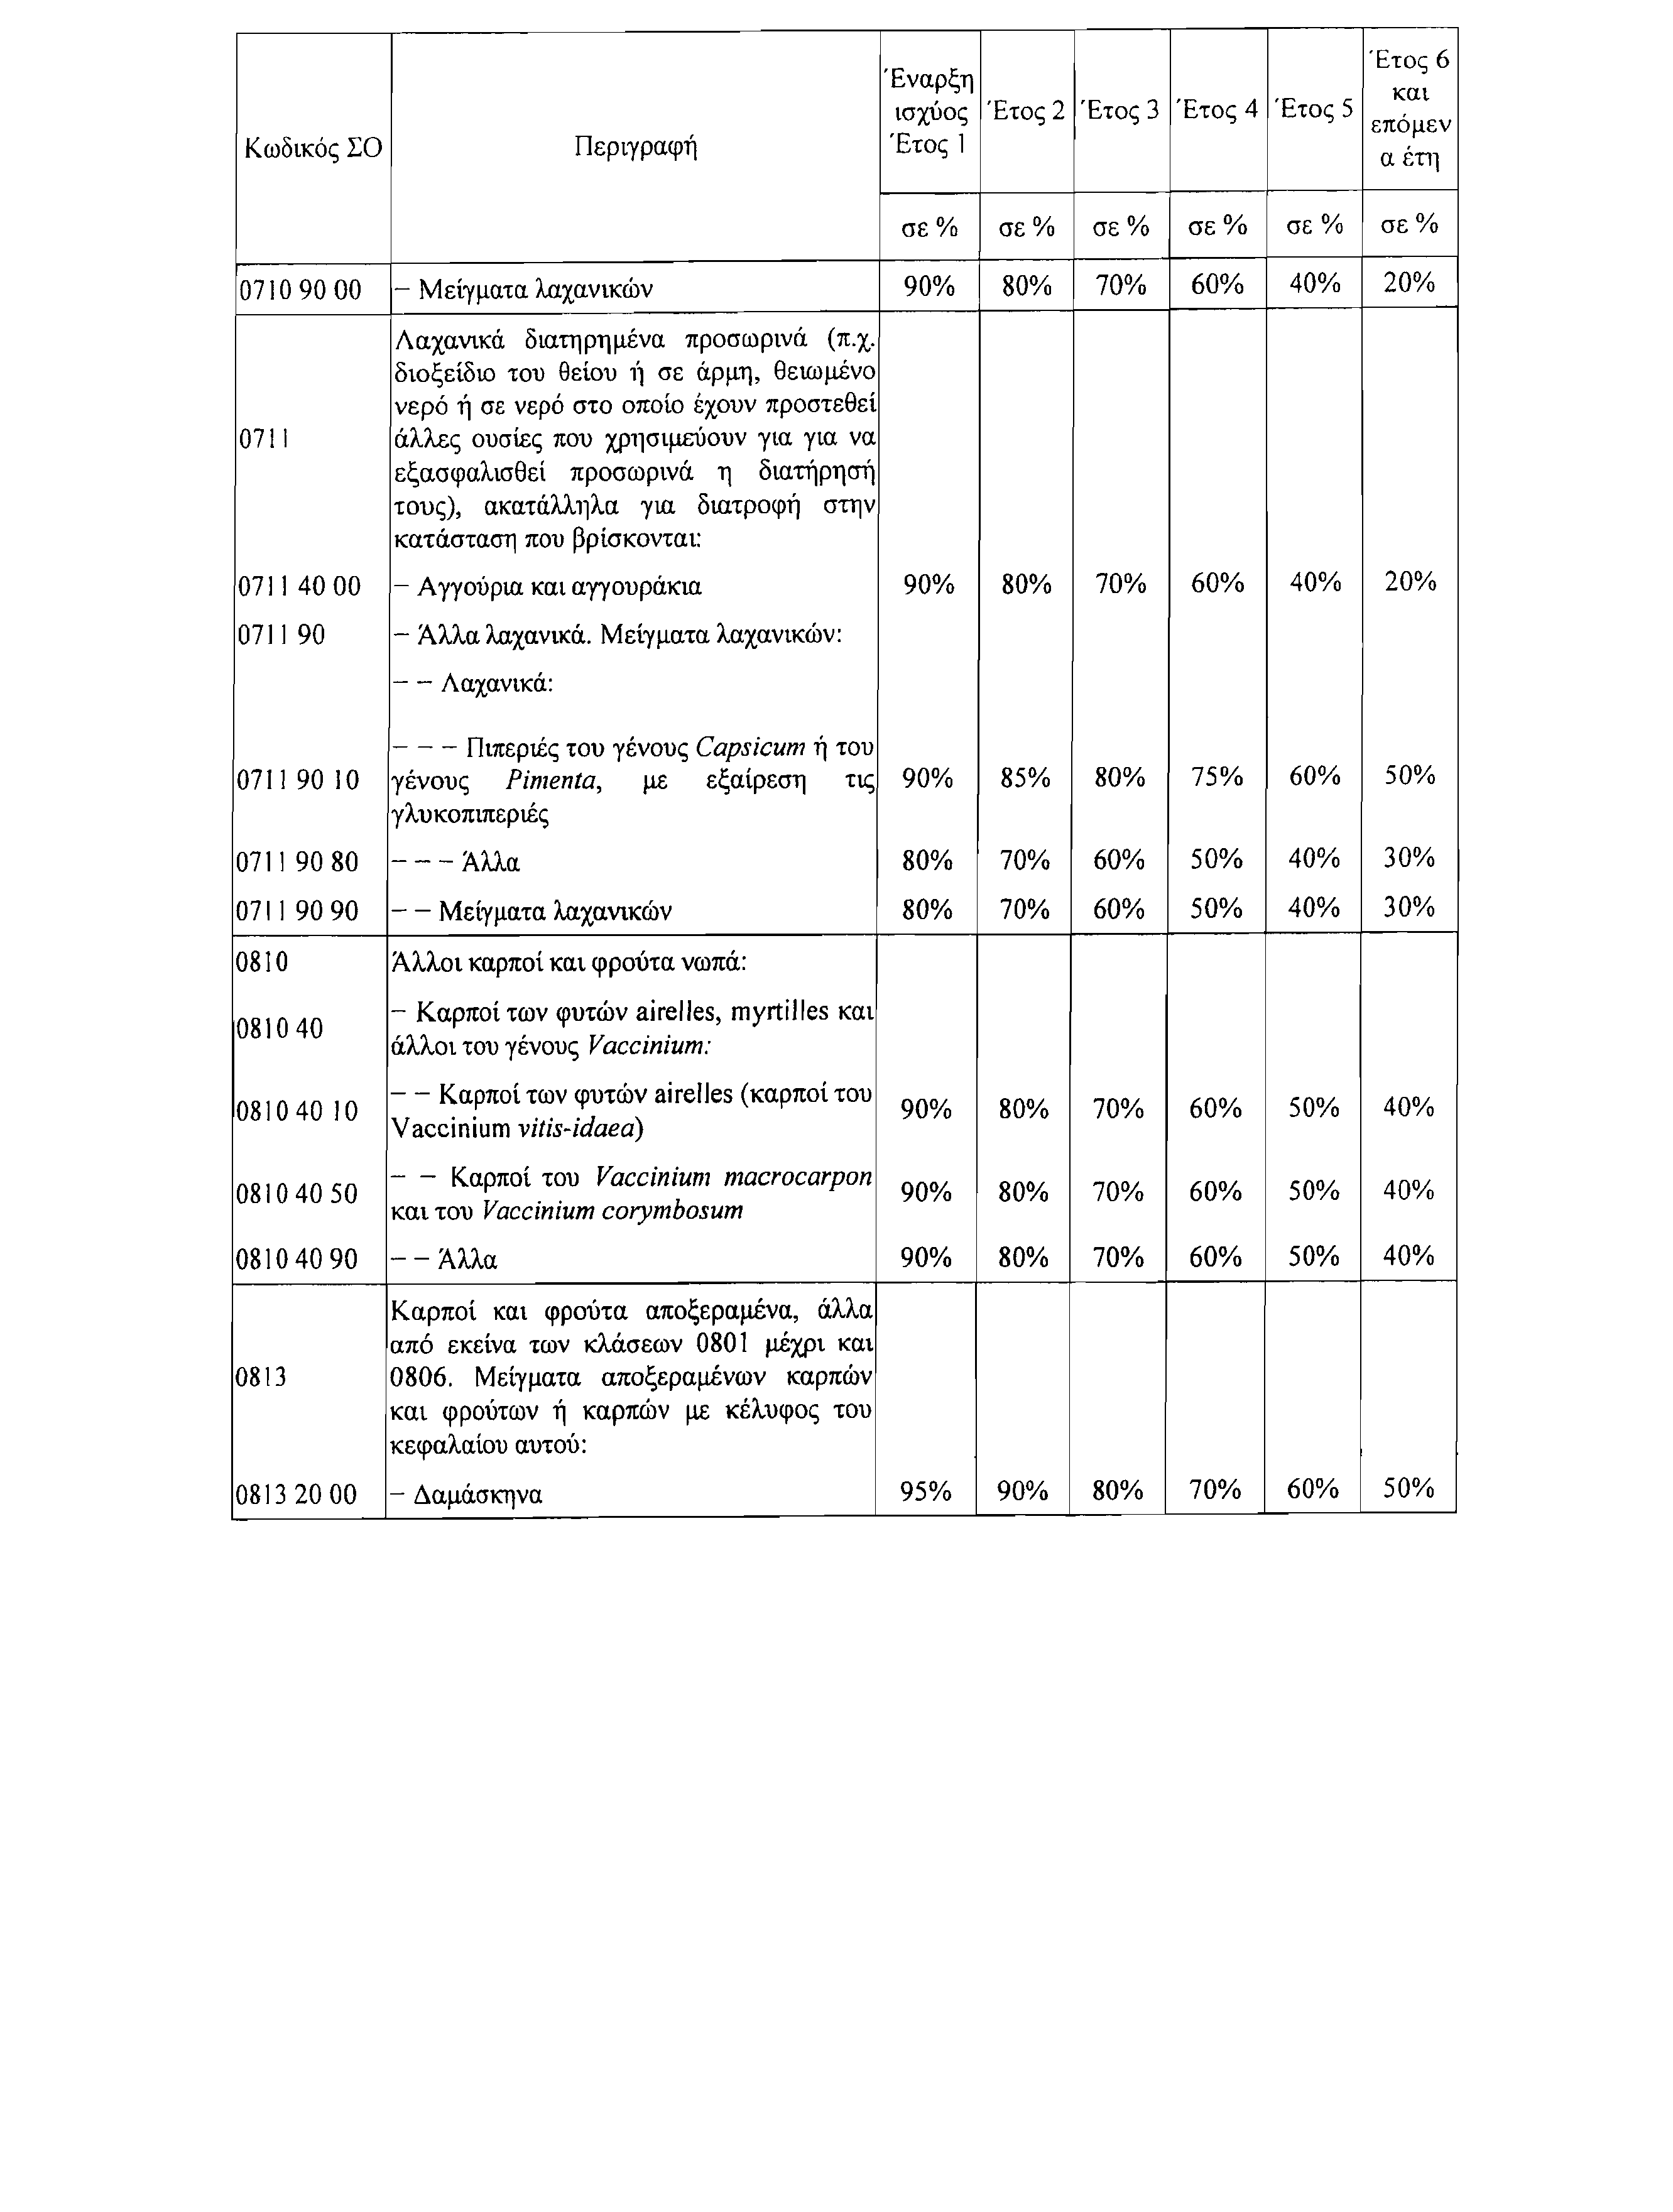 Κωδικός ΣΟ
Περιγραφή
Έναρξη
ισχύος
Έτος 1
Έτος 2
Έτος 3
Έτος 4
Έτος 5
Έτος 6
και
επόμεν
α έτη
σε % σε % σε % σε % σε % σε %
0710 90 00 – Μείγματα λαχανικών 90% 80% 70% 60% 40% 20%
Λαχανικά διατηρημένα προσωρινά (π.χ.
διοξείδιο του θείου ή σε άρμη, θειωμένο
νερό ή σε νερό στο οποίο έχουν προστεθεί
0711 άλλες ουσίες που χρησιμεύουν για για να
εξασφαλισθεί προσωρινά η διατήρησή
τους), ακατάλληλα για διατροφή στην
κατάσταση που βρίσκονται:
0711 40 00 – Αγγούρια και αγγουράκια 90% 80% 70% 60% 40% 20%
0711 90 – Άλλα λαχανικά. Μείγματα λαχανικών:
– – Λαχανικά:
– – – Πιπεριές του γένους Capsicum ή του
0711 90 10 γένους Pimenta, με εξαίρεση τις 90% 85% 80% 75% 60% 50%
γλυκοπιπεριές
0711 90 80 – – – Άλλα 80% 70% 60% 50% 40% 30%
0711 90 90 – – Μείγματα λαχανικών 80% 70% 60% 50% 40% 30%
0810 Άλλοι καρποί και φρούτα νωπά:
0810 40 – Καρποί των φυτών airelles, myrtilles και
άλλοι του γένους Vaccinium:
0810 40 10 – – Καρποί των φυτών airelles (καρποί του 90% 80% 70% 60% 50% 40%
Vaccinium vitis-idaea)
0810 40 50 – – Καρποί του Vaccinium macrocarpon 90% 80% 70% 60% 50% 40%
και του Vaccinium corymbosum
0810 40 90 – – Άλλα 90% 80% 70% 60% 50% 40%
Καρποί και φρούτα αποξεραμένα, άλλα
από εκείνα των κλάσεων 0801 μέχρι και
0813 0806. Μείγματα αποξεραμένων καρπών
και φρούτων ή καρπών με κέλυφος του
κεφαλαίου αυτού:
0813 20 00 – Δαμάσκηνα 95% 90% 80% 70% 60% 50%